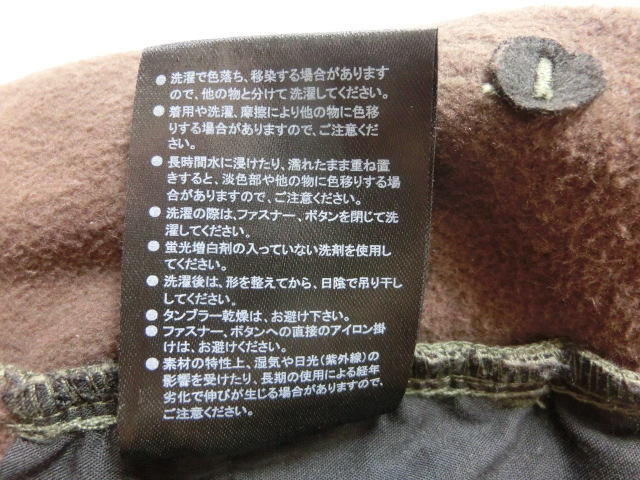 ● 洗濯で色落ち、移染する場合があります
ので、他の物と分けて洗濯してください。
● 着用や洗濯、摩擦により他の物に色移
りする場合がありますので、ご注意くだ
さい。
● 長時間水に浸けたり、濡れたまま重ね置
きすると、淡色部や他の物に色移りする場
合がありますので、ご注意ください。
● 洗濯の際は、ファスナー、ボタンを閉じて洗
濯してください。
● 蛍光増白剤の入っていない洗剤を使用し
てください。
● 洗濯後は、形を整えてから、日陰で吊り干
ししてください。
● タンブラー乾燥は、お避け下さい。
● ファスナー、ボタンへの直接のアイロン掛
けは、お避けください。
● 素材の特性上、湿気や日光(紫外線)の
影響を受けたり、長期の使用による経年
劣化で伸びが生じる場合がありますので、
ご注意ください。